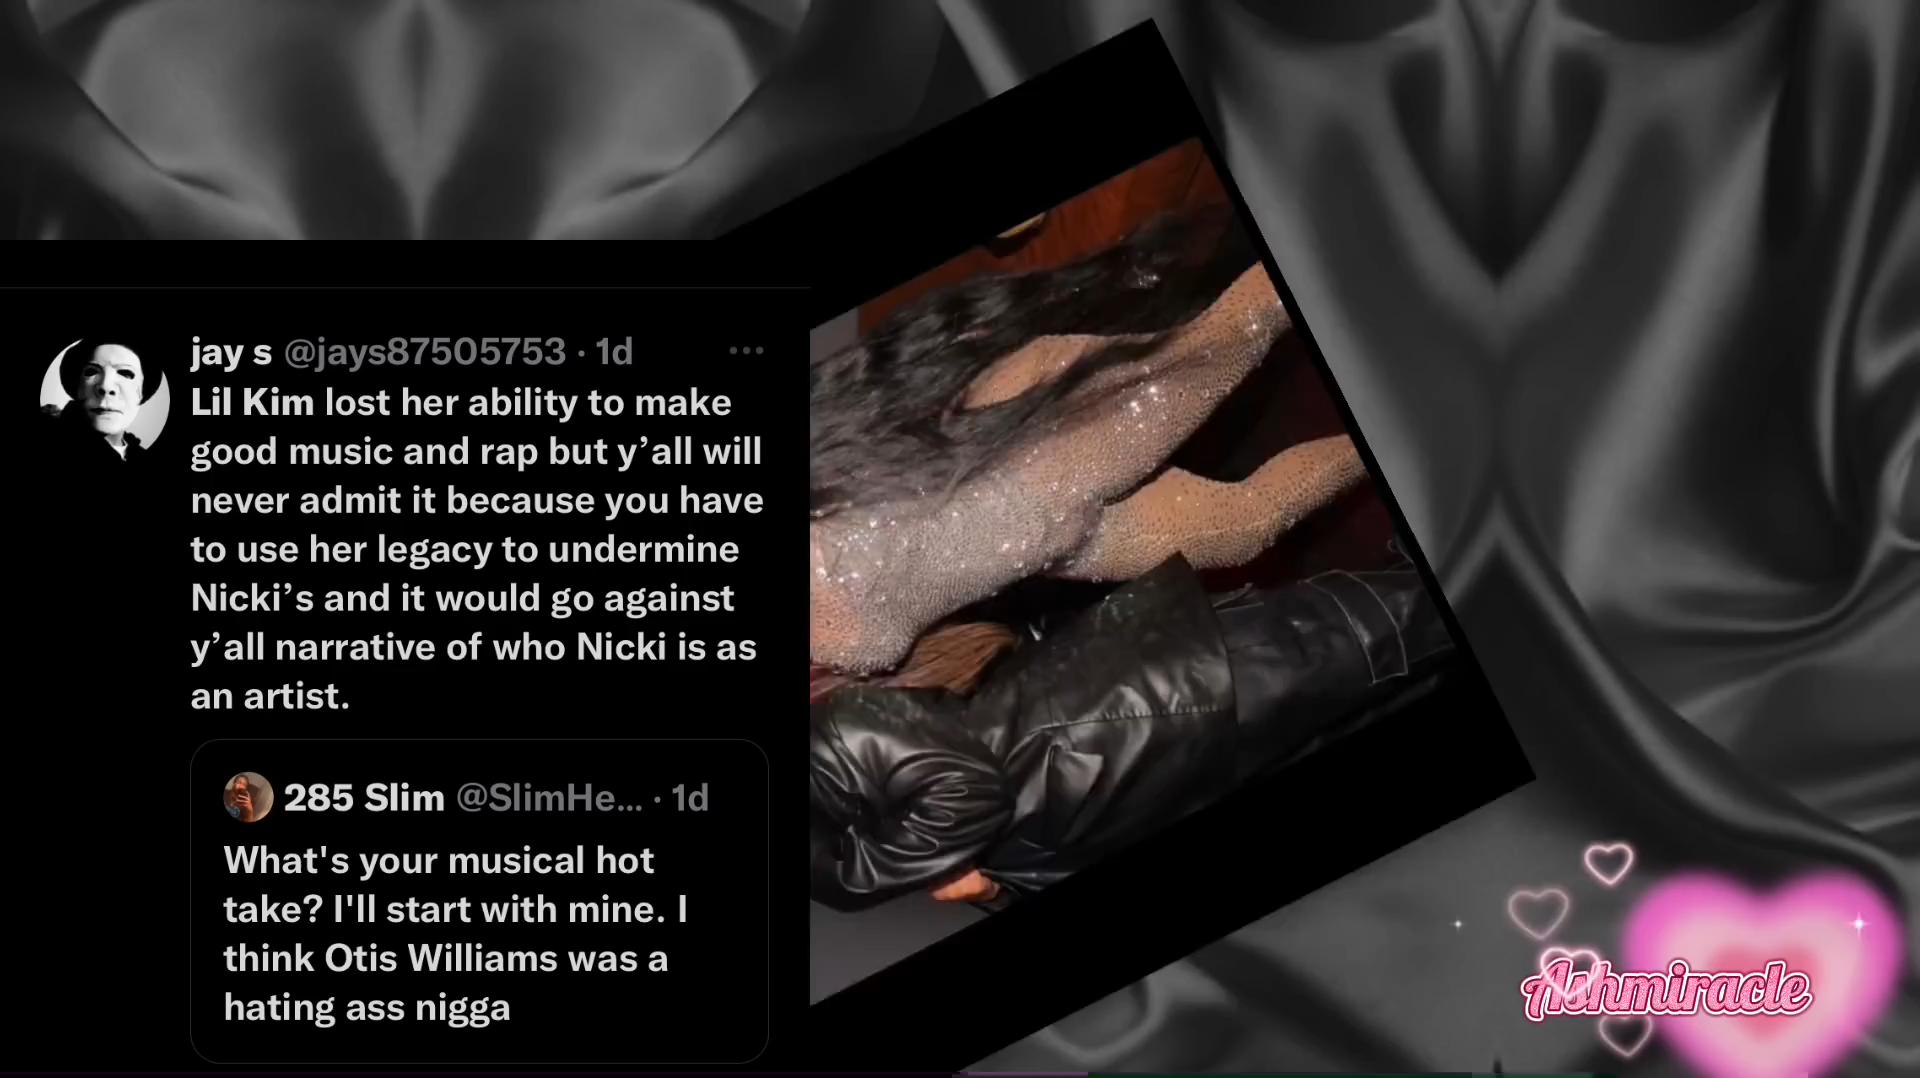 jay s @jays87505753 · 1d
Lil Kim lost her ability to make
good music and rap but y’all will
never admit it because you have
to use her legacy to undermine
Nicki’s and it would go against
y’all narrative of who Nicki is as
an artist.
285 Slim @SlimHe... · 1d
What's your musical hot
take? I'll start with mine. I
think Otis Williams was a
hating ass nigga
Ashmiracle